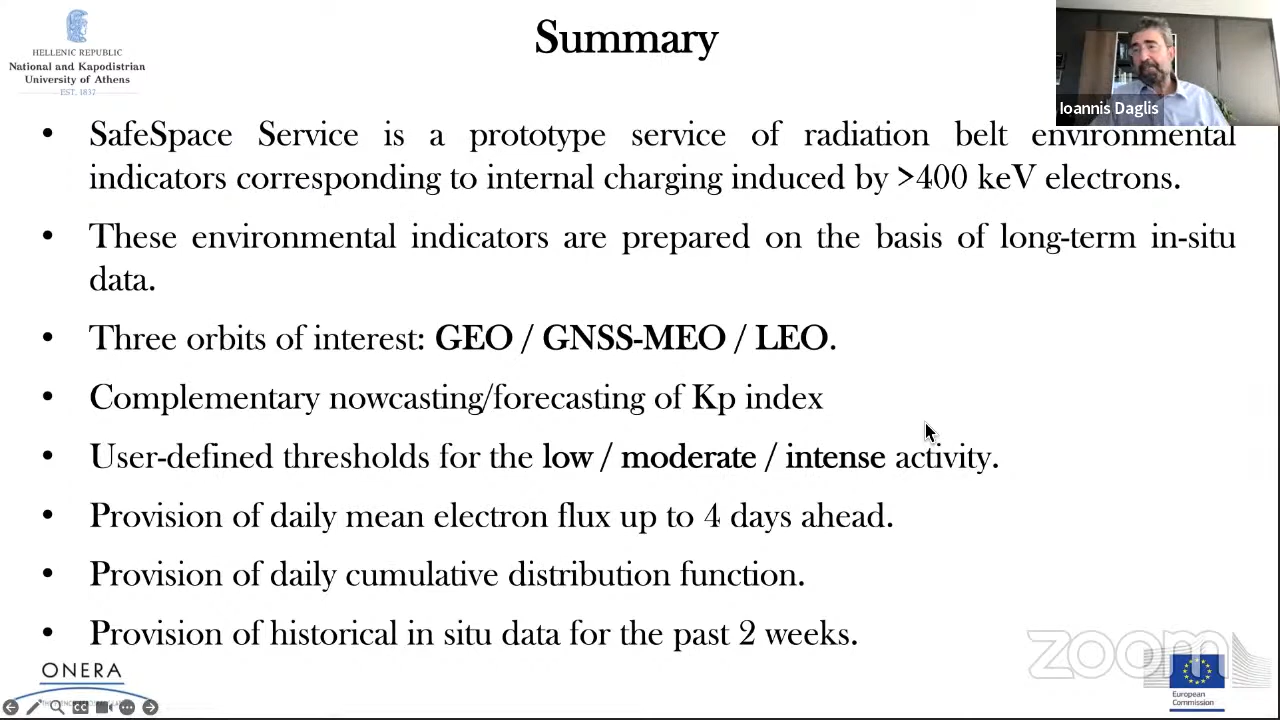 Summary
HELLENIC REPUBLIC
National and Kapodistrian
University of Athens
EST. 1837
Ioannis Daglis
• SafeSpace Service is a prototype service of radiation belt environmental
indicators corresponding to internal charging induced by >400 keV electrons.
• These environmental indicators are prepared on the basis of long-term in-situ
data.
• Three orbits of interest: GEO / GNSS-MEO / LEO.
• Complementary nowcasting/forecasting of Kp index
• User-defined thresholds for the low / moderate / intense activity.
• Provision of daily mean electron flux up to 4 days ahead.
• Provision of daily cumulative distribution function.
• Provision of historical in situ data for the past 2 weeks.
ONERA
zoom
European
Commission